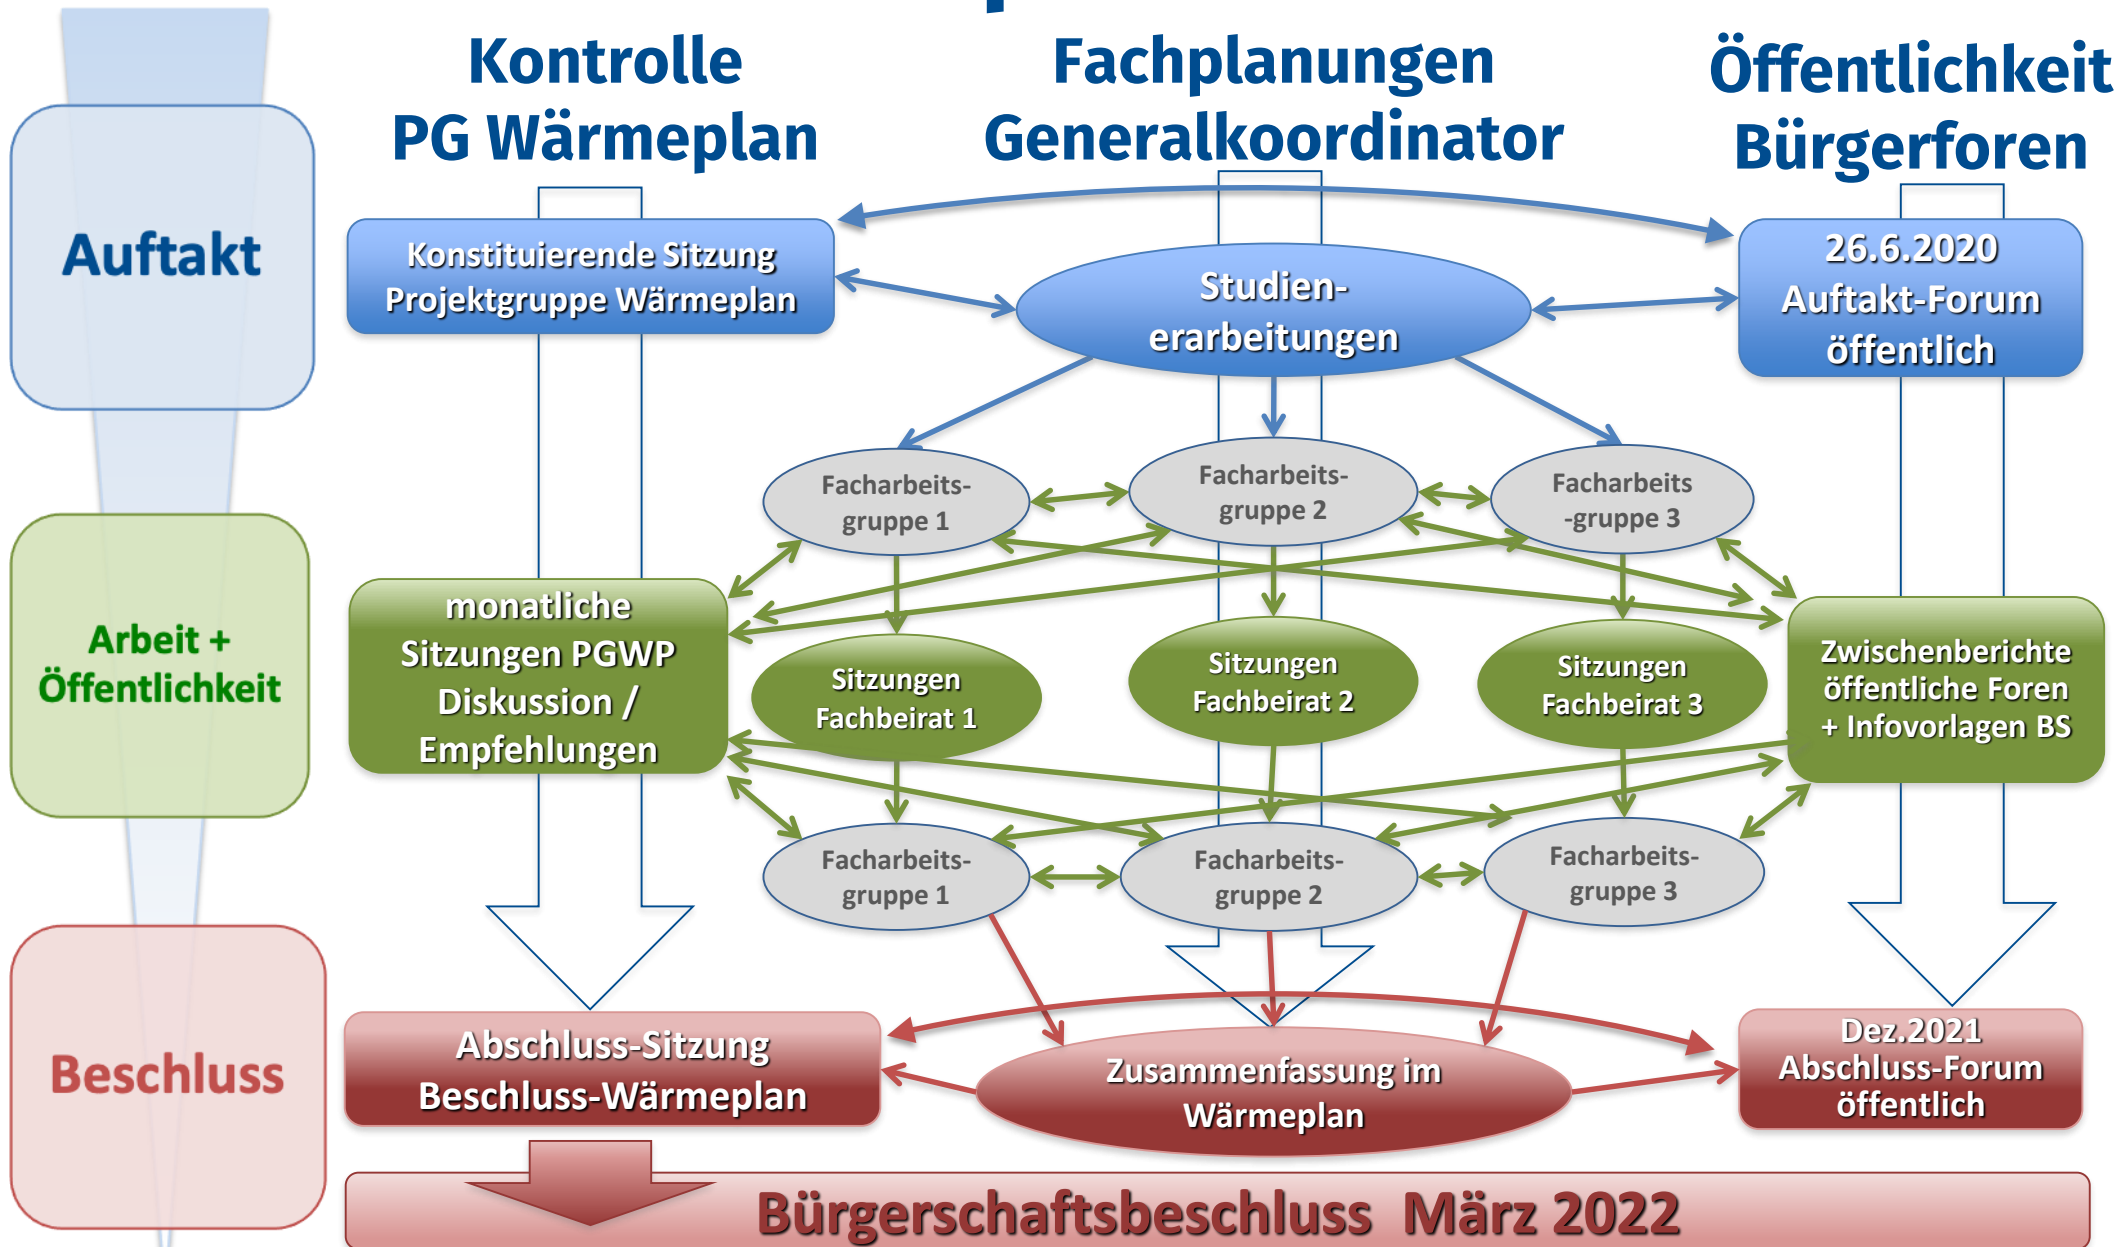 Kontrolle
PG Wärmeplan
Fachplanungen
Generalkoordinator
Öffentlichkeit
Bürgerforen
Auftakt
Konstituierende Sitzung
Projektgruppe Wärmeplan
Studien-
erarbeitungen
26.6.2020
Auftakt-Forum
öffentlich
Facharbeits-
gruppe 1
Facharbeits-
gruppe 2
Facharbeits
-gruppe 3
Arbeit +
Öffentlichkeit
monatliche
Sitzungen PGWP
Diskussion /
Empfehlungen
Sitzungen
Fachbeirat 1
Sitzungen
Fachbeirat 2
Sitzungen
Fachbeirat 3
Zwischenberichte
öffentliche Foren
+ Infovorlagen BS
Facharbeits-
gruppe 1
Facharbeits-
gruppe 2
Facharbeits-
gruppe 3
Beschluss
Abschluss-Sitzung
Beschluss-Wärmeplan
Zusammenfassung im
Wärmeplan
Dez.2021
Abschluss-Forum
öffentlich
Bürgerschaftsbeschluss März 2022